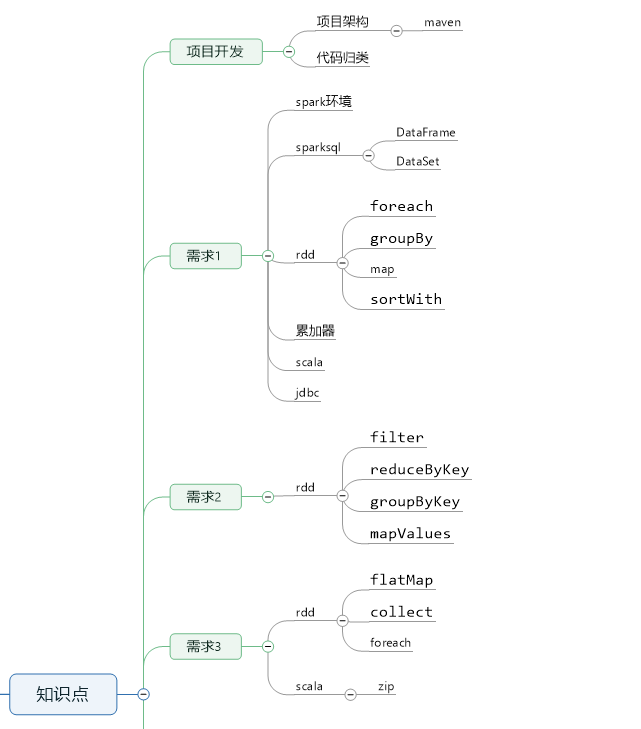 项目开发
项目架构
maven
代码归类
需求1
spark环境
sparksql
DataFrame
DataSet
rdd
foreach
groupBy
map
sortWith
累加器
scala
jdbc
需求2
rdd
filter
reduceByKey
groupByKey
mapValues
需求3
rdd
flatMap
collect
foreach
scala
zip
知识点